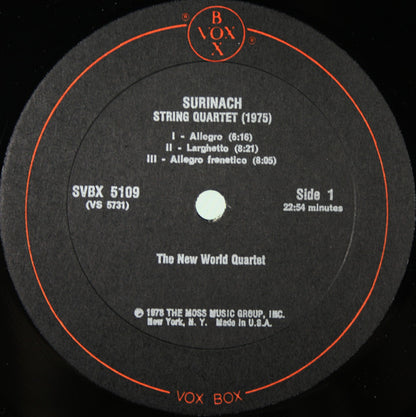 BOX
VOX
®
®
SURINACH
STRING QUARTET (1975)
I - Allegro (6:16)
II - Larghetto (8:21)
III - Allegro frenetico (8:05)
SVBX 5109
(VS 5731)
Side 1
22:54 minutes
The New World Quartet
℗ 1978 THE MOSS MUSIC GROUP, INC.
New York, N. Y. Made in U.S.A.
VOX BOX